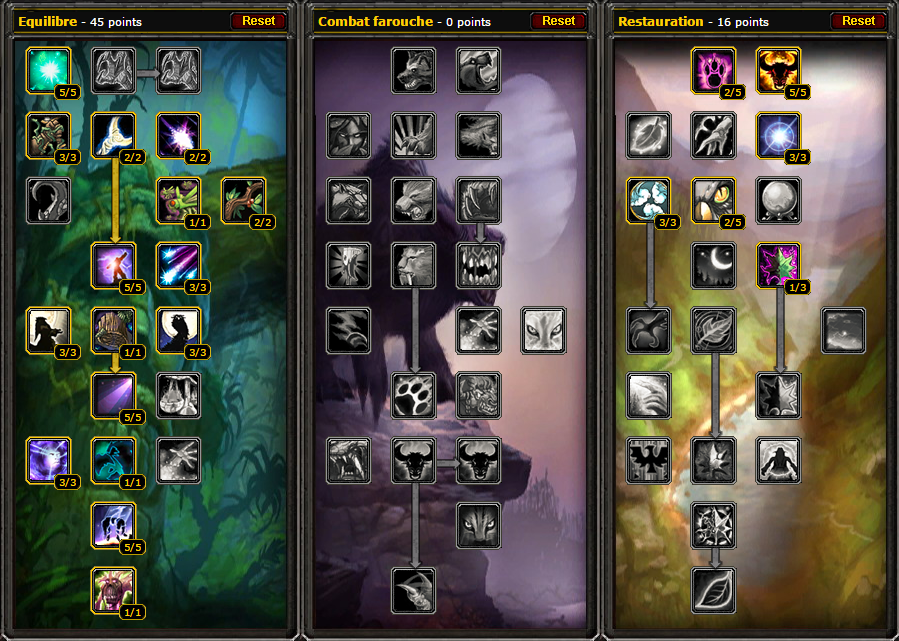 Equilibre - 45 points Reset Combat farouche - 0 points Reset Restauration - 16 points Reset
5/5 2/5 5/5
3/3 2/2 2/2 3/3
1/1 2/2 3/3 2/5
5/5 3/3 1/3
3/3 1/1 3/3
5/5
3/3 1/1
5/5
1/1